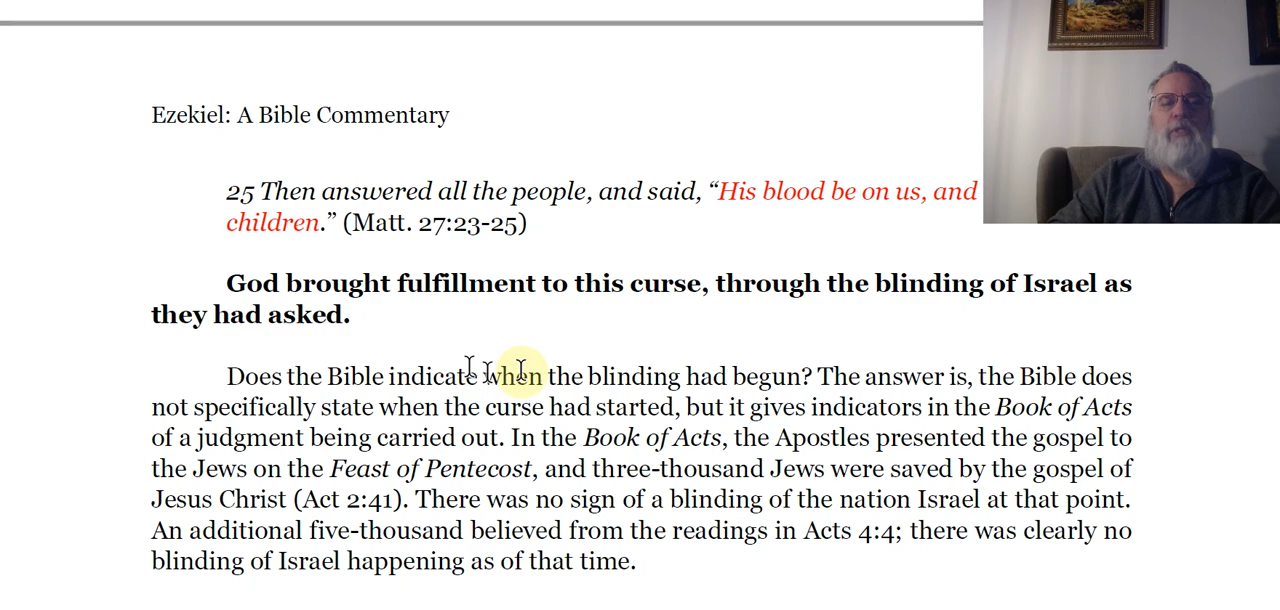 Ezekiel: A Bible Commentary
25 Then answered all the people, and said, “His blood be on us, and
children.” (Matt. 27:23-25)
God brought fulfillment to this curse, through the blinding of Israel as
they had asked.
Does the Bible indicate when the blinding had begun? The answer is, the Bible does
not specifically state when the curse had started, but it gives indicators in the Book of Acts
of a judgment being carried out. In the Book of Acts, the Apostles presented the gospel to
the Jews on the Feast of Pentecost, and three-thousand Jews were saved by the gospel of
Jesus Christ (Act 2:41). There was no sign of a blinding of the nation Israel at that point.
An additional five-thousand believed from the readings in Acts 4:4; there was clearly no
blinding of Israel happening as of that time.